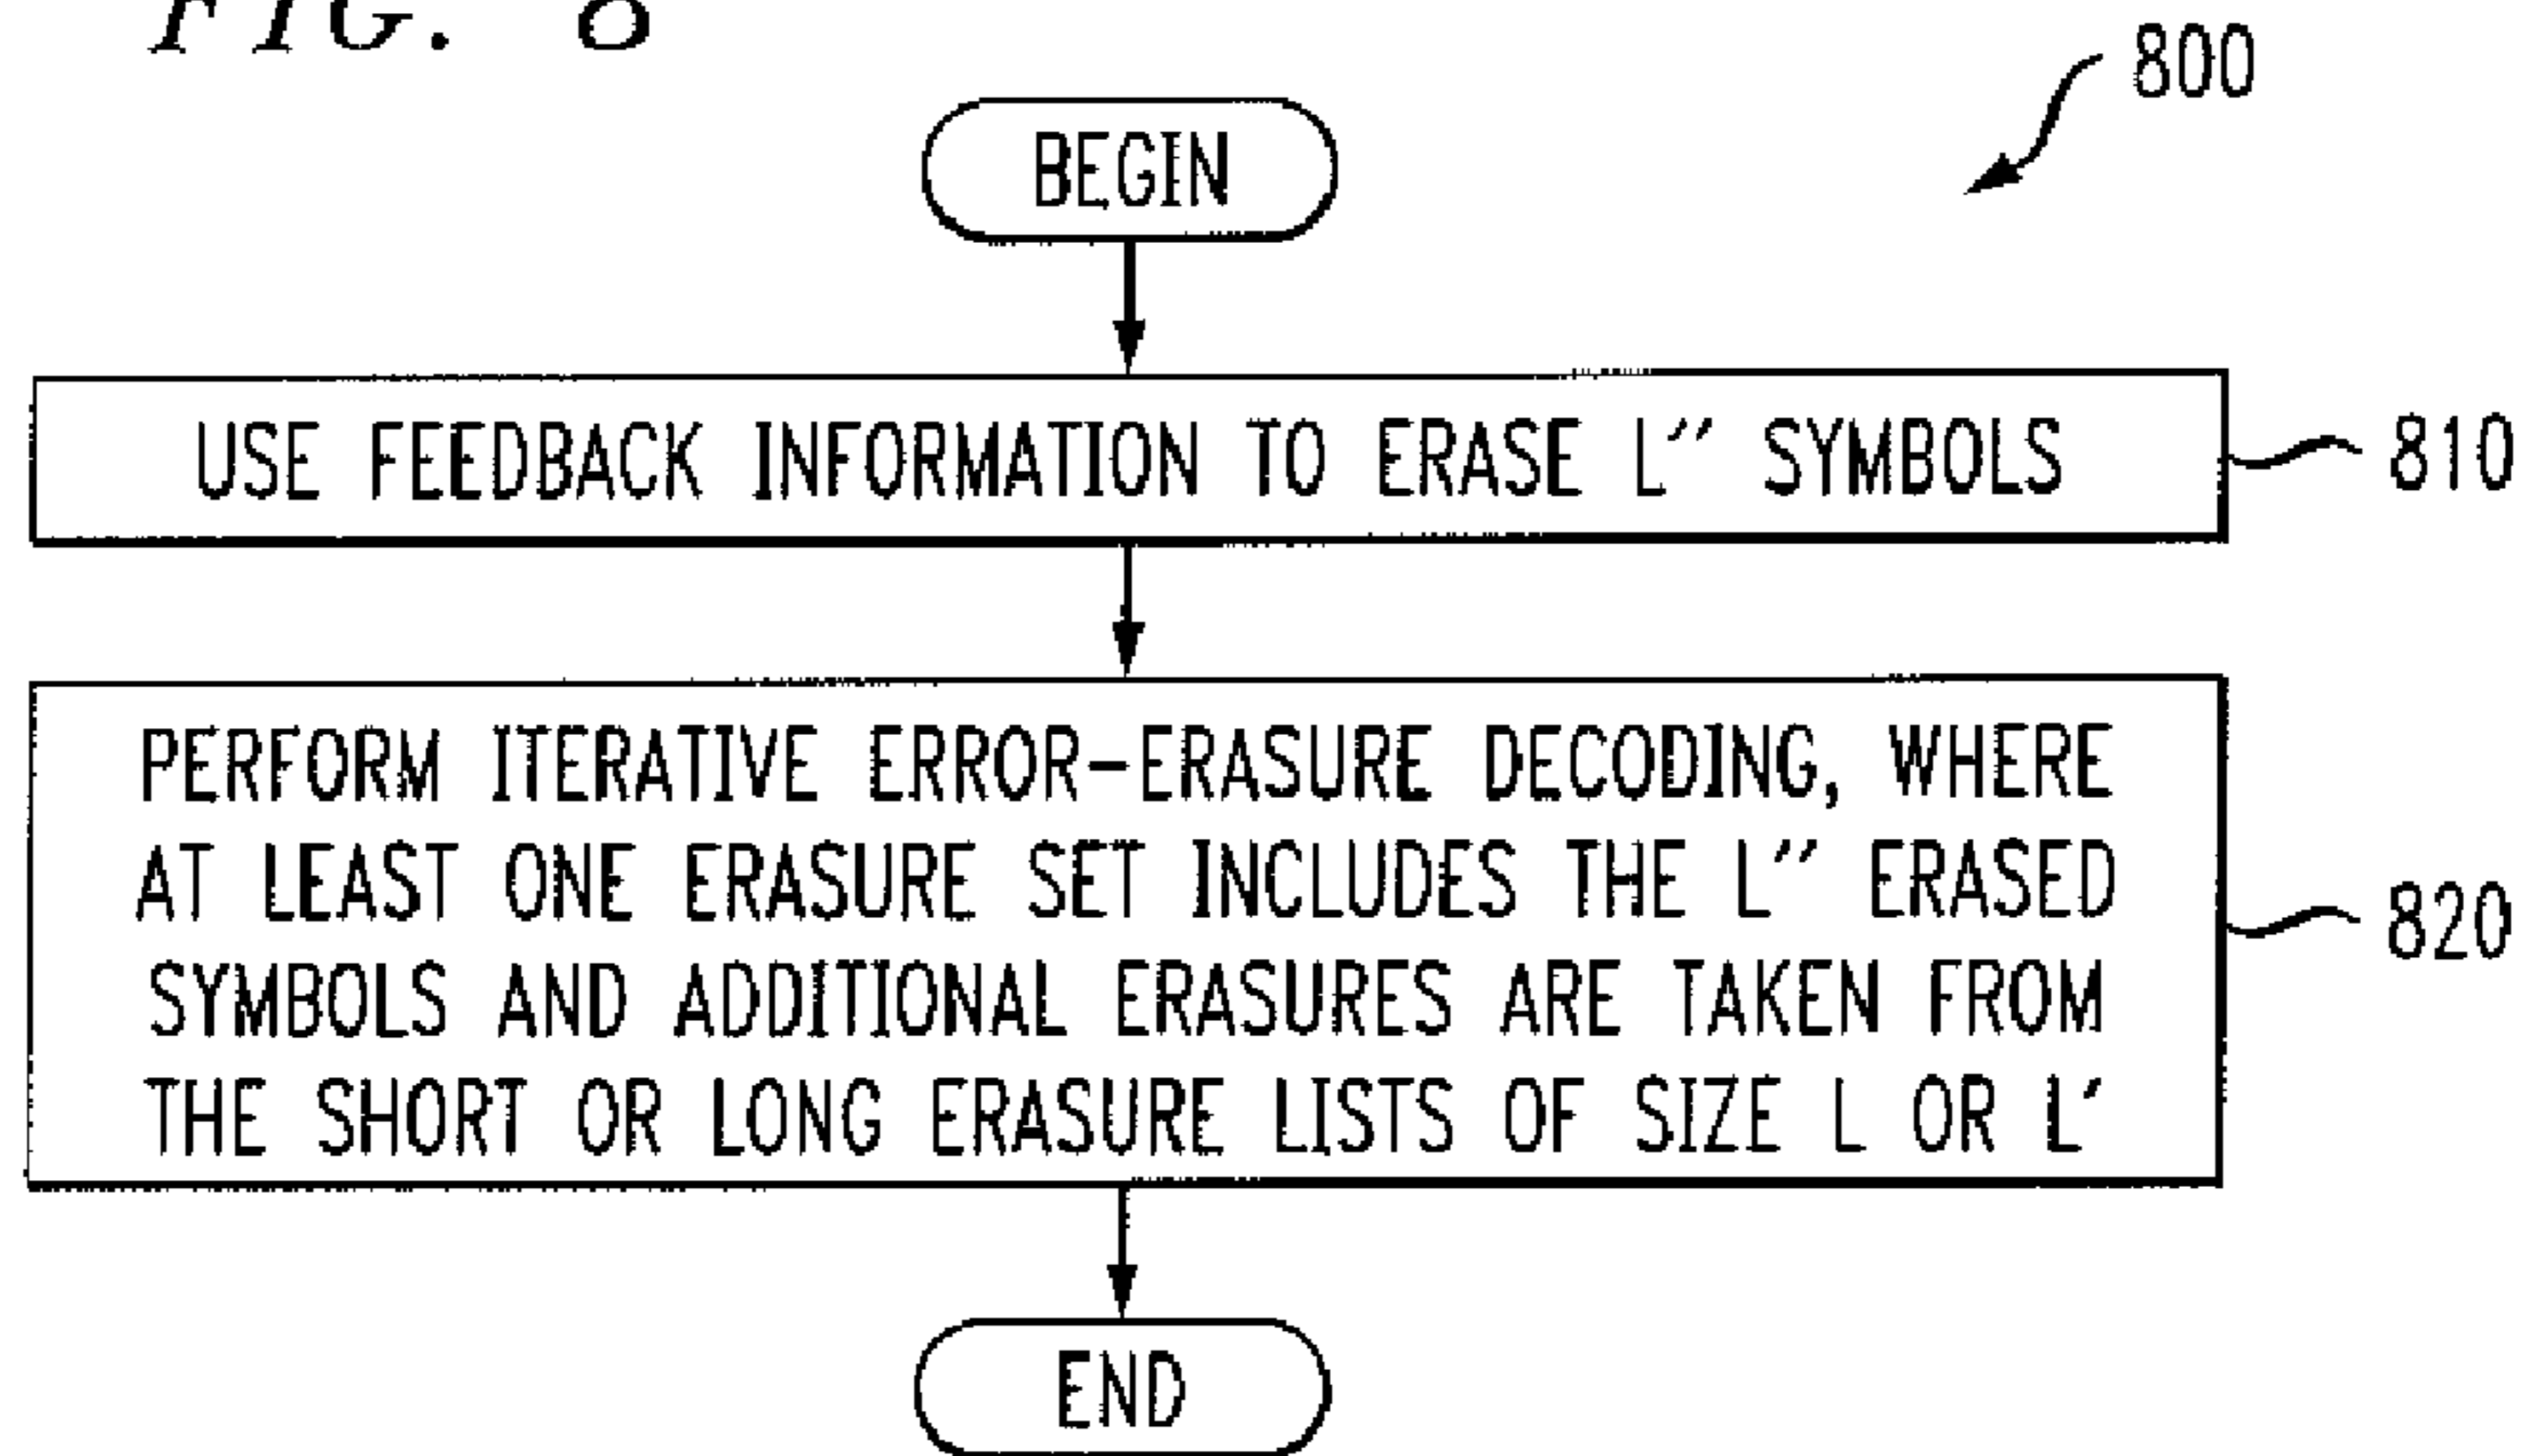 FIG. 8
800
BEGIN
USE FEEDBACK INFORMATION TO ERASE L″ SYMBOLS
810
PERFORM ITERATIVE ERROR-ERASURE DECODING, WHERE
AT LEAST ONE ERASURE SET INCLUDES THE L″ ERASED
820
SYMBOLS AND ADDITIONAL ERASURES ARE TAKEN FROM
THE SHORT OR LONG ERASURE LISTS OF SIZE L OR L′
END